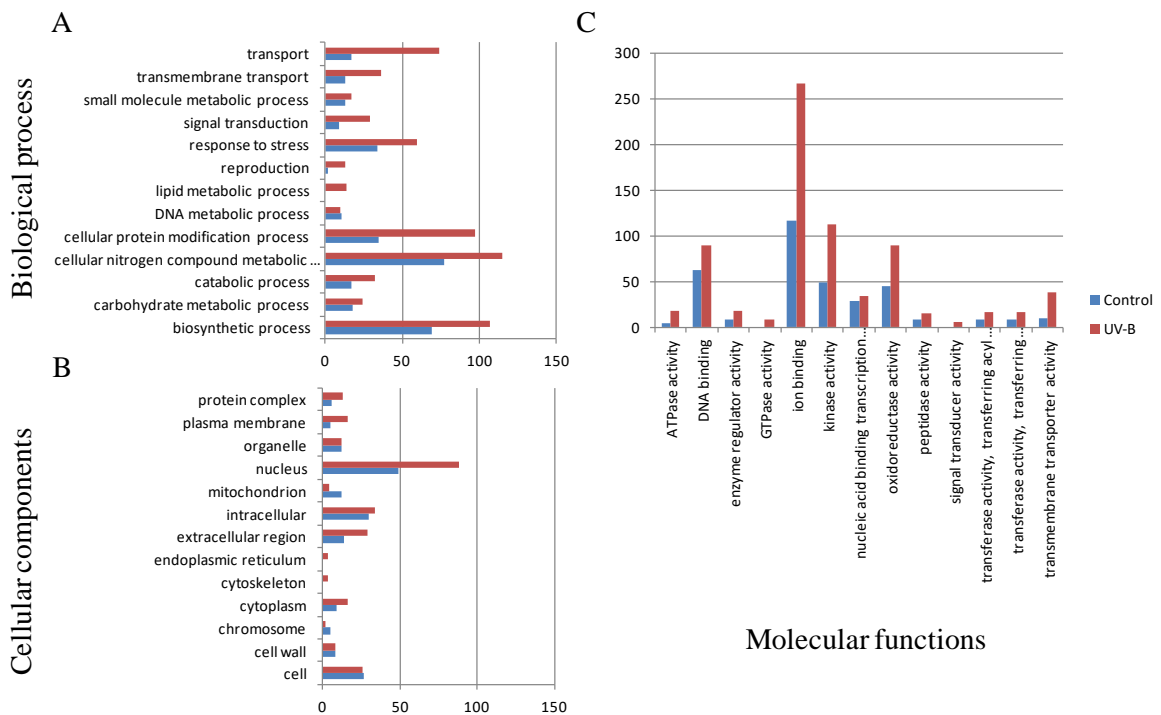 A
Biological process
transport
transmembrane transport
small molecule metabolic process
signal transduction
response to stress
reproduction
lipid metabolic process
DNA metabolic process
cellular protein modification process
cellular nitrogen compound metabolic ...
catabolic process
carbohydrate metabolic process
biosynthetic process
0 50 100 150
B
Cellular components
protein complex
plasma membrane
organelle
nucleus
mitochondrion
intracellular
extracellular region
endoplasmic reticulum
cytoskeleton
cytoplasm
chromosome
cell wall
cell
0 50 100 150
C
300
250
200
150
100
50
0
ATPase activity
DNA binding
enzyme regulator activity
GTPase activity
ion binding
kinase activity
nucleic acid binding transcription...
oxidoreductase activity
peptidase activity
signal transducer activity
transferase activity, transferring acyl...
transferase activity, transferring...
transmembrane transporter activity
Control
UV-B
Molecular functions